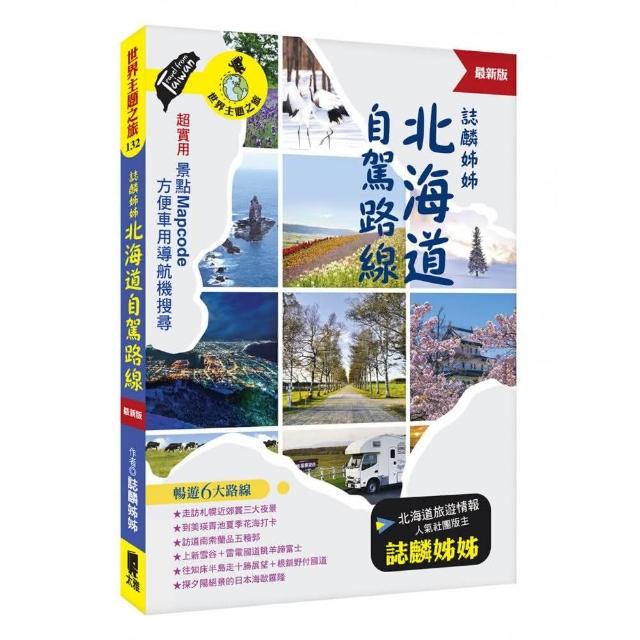 世界主題之旅
132
誌麟姊姊
北海道自駕路線
最新版
作者◎誌麟姊姊
太雅
Travel from
Taiwan
世界主題之旅
最新版
誌麟姊姊
北海道
自駕路線
超實用 景點Mapcode
方便車用導航機搜尋
暢遊6大路線
★走訪札幌近郊賞三大夜景
★到美瑛青池夏季花海打卡
★訪道南索蘭品五稜郭
★上新雪谷+雷電國道眺羊蹄富士
★往知床半島走+十勝展望+根釧野付國道
★探夕陽絕景的日本海歐羅隆
北海道旅遊情報
人氣社團版主
誌麟姊姊